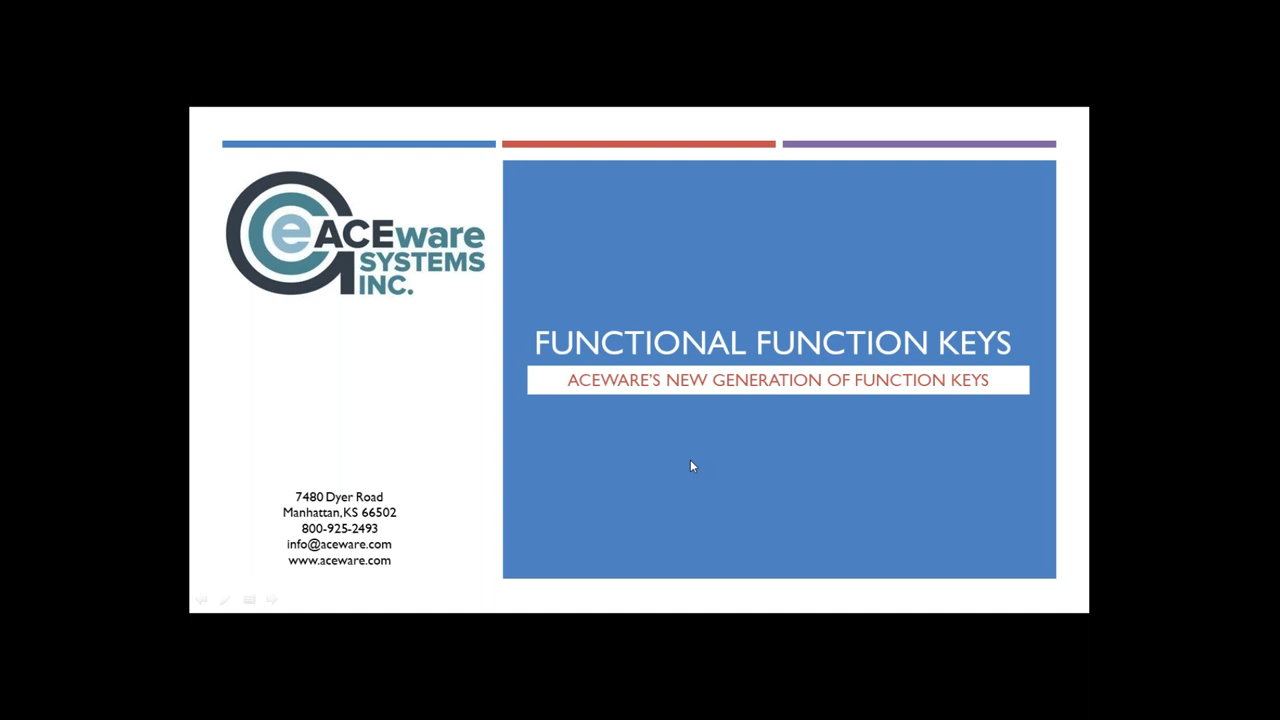 e ACEware
SYSTEMS
INC.
FUNCTIONAL FUNCTION KEYS
ACEWARE'S NEW GENERATION OF FUNCTION KEYS
7480 Dyer Road
Manhattan, KS 66502
800-925-2493
info@aceware.com
www.aceware.com